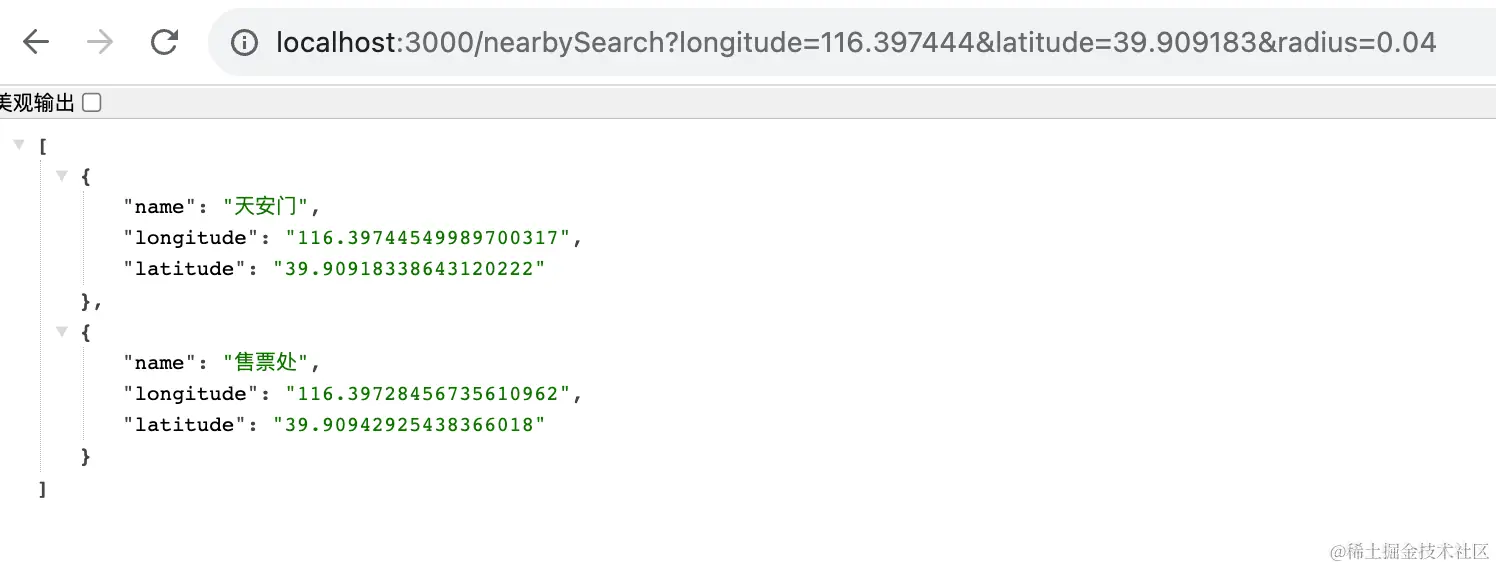 localhost:3000/nearbySearch?longitude=116.397444&latitude=39.909183&radius=0.04
美观输出
[
{
"name": "天安门",
"longitude": "116.39744549989700317",
"latitude": "39.90918338643120222"
},
{
"name": "售票处",
"longitude": "116.39728456735610962",
"latitude": "39.90942925438366018"
}
]
@稀土掘金技术社区